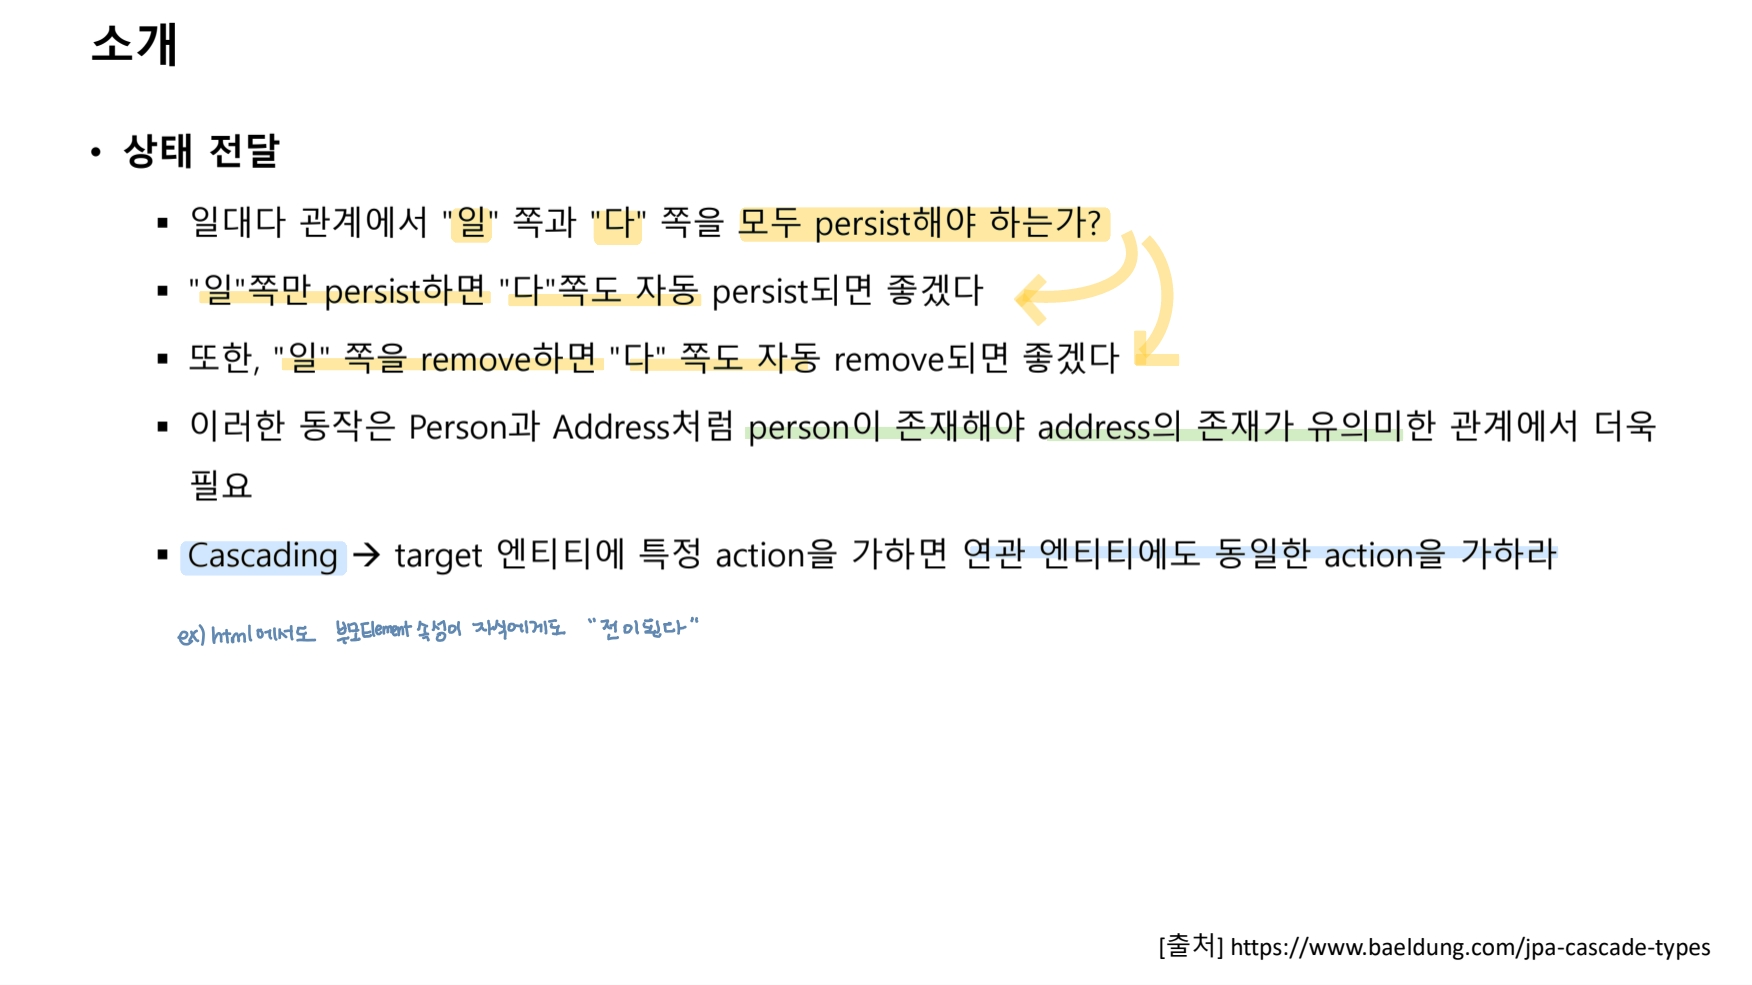 소개
• 상태 전달
▪ 일대다 관계에서 "일" 쪽과 "다" 쪽을 모두 persist해야 하는가?
▪ "일"쪽만 persist하면 "다"쪽도 자동 persist되면 좋겠다
▪ 또한, "일" 쪽을 remove하면 "다" 쪽도 자동 remove되면 좋겠다
▪ 이러한 동작은 Person과 Address처럼 person이 존재해야 address의 존재가 유의미한 관계에서 더욱
필요
▪ Cascading → target 엔티티에 특정 action을 가하면 연관 엔티티에도 동일한 action을 가하라
ex) html에서도 부모Element 속성이 자식에게도 "전이된다"
[출처] https://www.baeldung.com/jpa-cascade-types